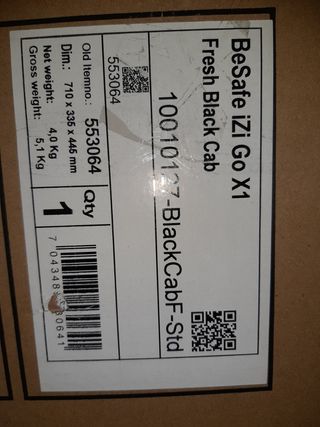 BeSafe iZi Go X1
Fresh Black Cab
10010127-BlackCabF-Std
553064
Old Itemno.: 553064
Dim.: 710 x 335 x 445 mm
Net weight: 4,0 Kg
Gross weight: 5,1 Kg
Qty
1